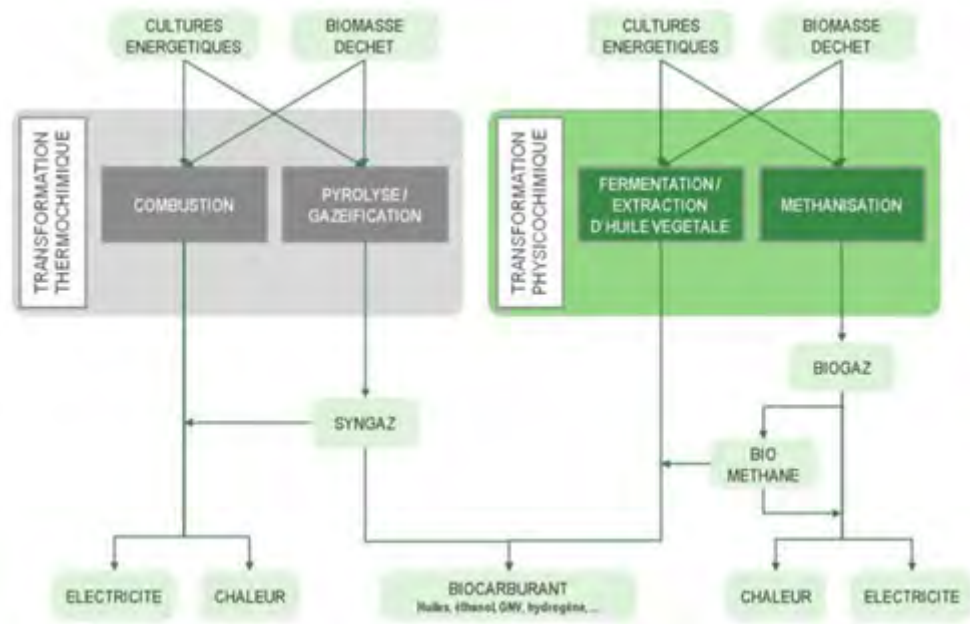 CULTURES
ENERGETIQUES
BIOMASSE
DECHET
CULTURES
ENERGETIQUES
BIOMASSE
DECHET
TRANSFORMATION
THERMOCHIMIQUE
COMBUSTION
PYROLYSE /
GAZEIFICATION
TRANSFORMATION
PHYSICOCHIMIQUE
FERMENTATION /
EXTRACTION
D'HUILE VEGETALE
METHANISATION
BIOGAZ
SYNGAZ
BIO
METHANE
ELECTRICITE
CHALEUR
BIOCARBURANT
Huiles, éthanol, GNV, hydrogène, ...
CHALEUR
ELECTRICITE